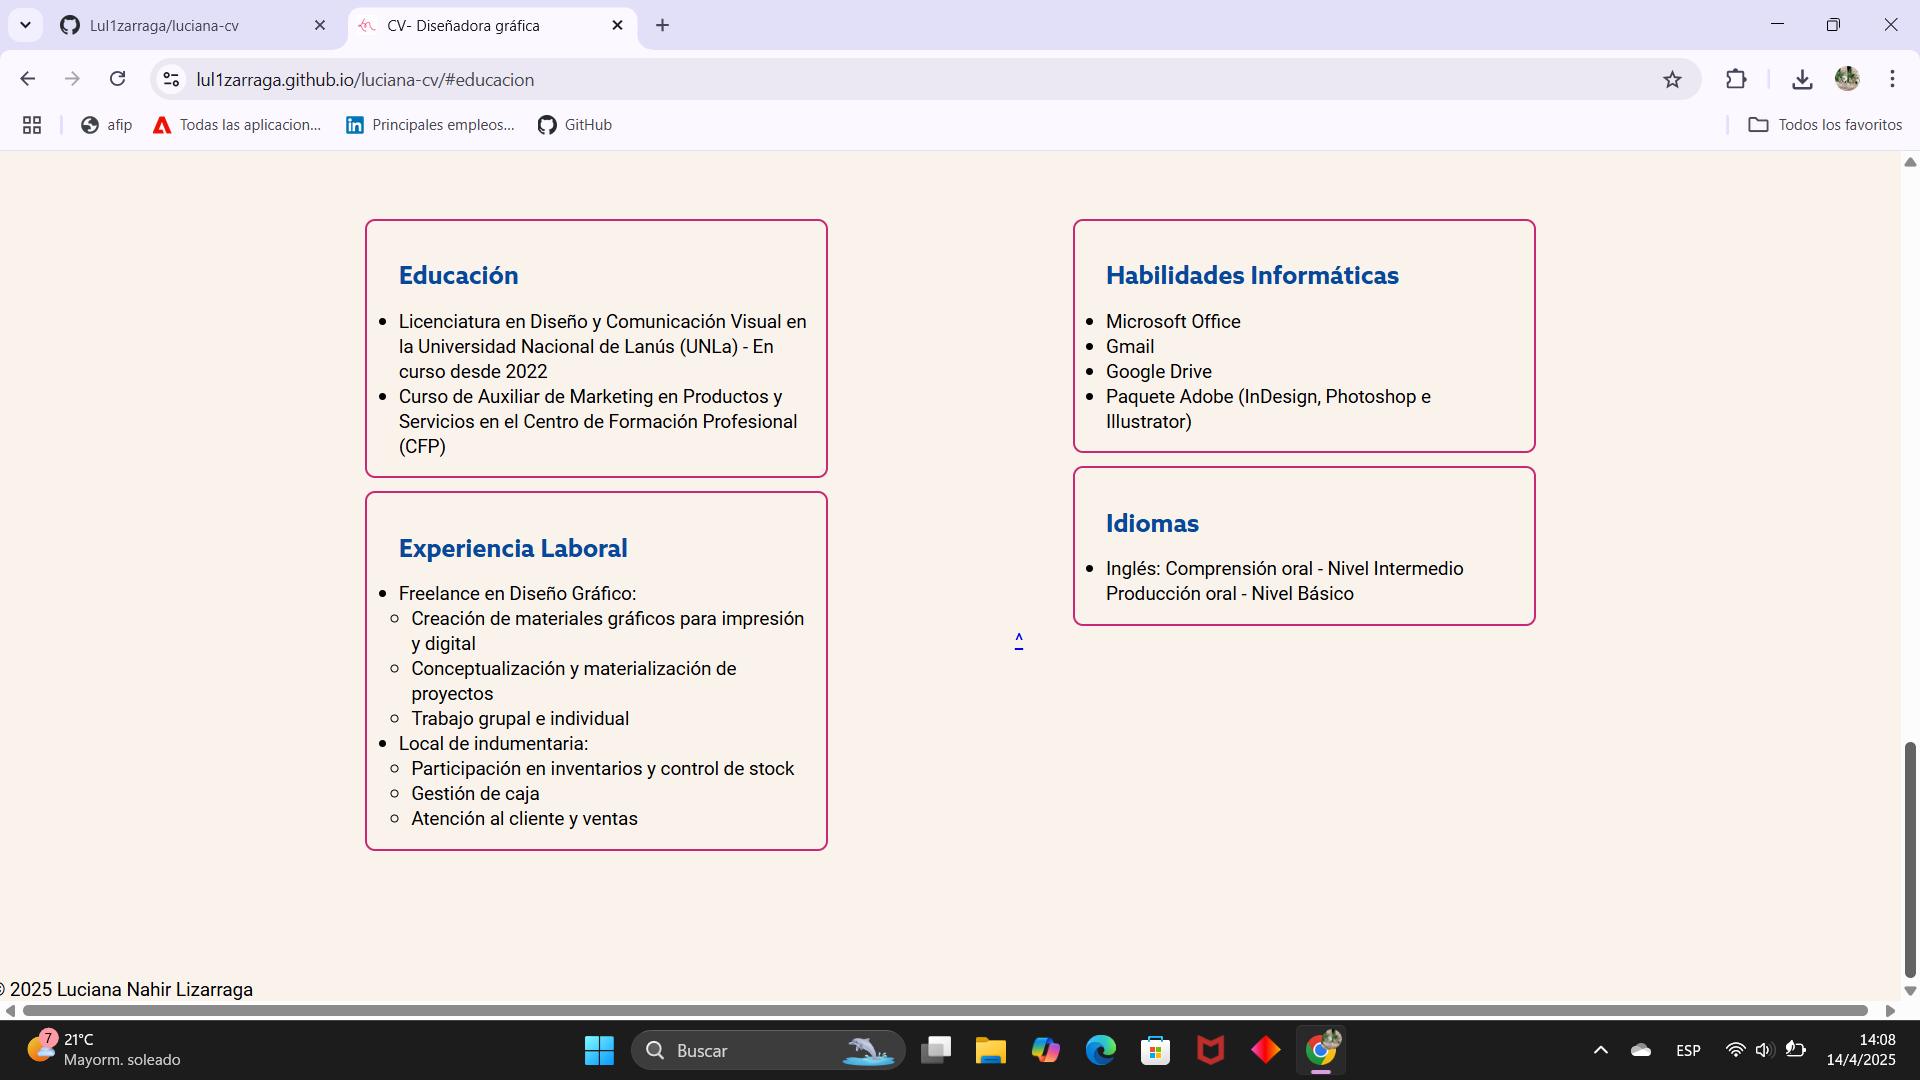 Lul1zarraga/luciana-cv
CV- Diseñadora gráfica
lul1zarraga.github.io/luciana-cv/#educacion
afip
Todas las aplicacion...
Principales empleos...
GitHub
Todos los favoritos
Educación
Licenciatura en Diseño y Comunicación Visual en
la Universidad Nacional de Lanús (UNLa) - En
curso desde 2022
Curso de Auxiliar de Marketing en Productos y
Servicios en el Centro de Formación Profesional
(CFP)
Experiencia Laboral
Freelance en Diseño Gráfico:
Creación de materiales gráficos para impresión
y digital
Conceptualización y materialización de
proyectos
Trabajo grupal e individual
Local de indumentaria:
Participación en inventarios y control de stock
Gestión de caja
Atención al cliente y ventas
^
Habilidades Informáticas
Microsoft Office
Gmail
Google Drive
Paquete Adobe (InDesign, Photoshop e
Illustrator)
Idiomas
Inglés: Comprensión oral - Nivel Intermedio
Producción oral - Nivel Básico
© 2025 Luciana Nahir Lizarraga
7
21°C
Mayorm. soleado
Buscar
ESP
14:08
14/4/2025